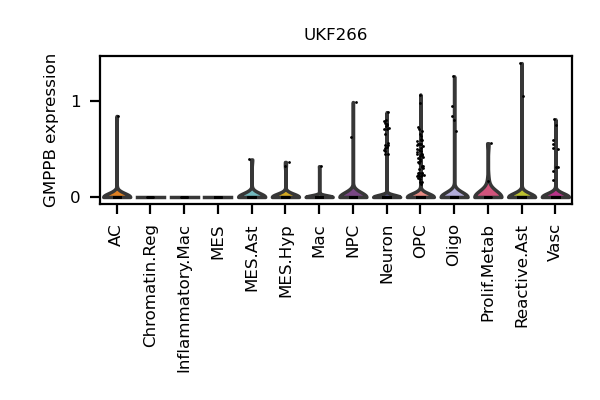 UKF266
GMPPB expression
1
0
AC
Chromatin.Reg
Inflammatory.Mac
MES
MES.Ast
MES.Hyp
Mac
NPC
Neuron
OPC
Oligo
Prolif.Metab
Reactive.Ast
Vasc